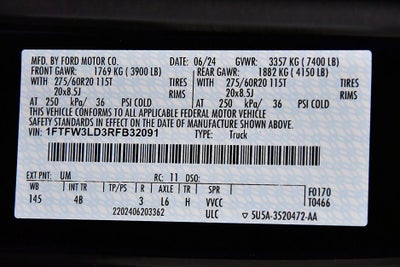 MFD. BY FORD MOTOR CO. 06/24 GVWR: 3357 KG ( 7400 LB)
FRONT GAWR: 1769 KG ( 3900 LB) REAR GAWR: 1882 KG ( 4150 LB)
275/60R20 115T TIRES 275/60R20 115T TIRES
20x8.5J RIMS 20x8.5J RIMS
AT 250 kPa/ 36 PSI COLD AT 250 kPa/ 36 PSI COLD
THIS VEHICLE CONFORMS TO ALL APPLICABLE FEDERAL MOTOR VEHICLE
SAFETY STANDARDS IN EFFECT ON THE DATE OF MANUFACTURE SHOWN ABOVE.
VIN: 1FTFW3LD3RFB32091 TYPE: Truck
EXT PNT: UM RC: 11 DSO:
WB INT TR TP/PS R AXLE TR SPR F0170
145 4B 3 L6 H VVCC T0466
2202406203362 ULC 5U5A-3520472-AA